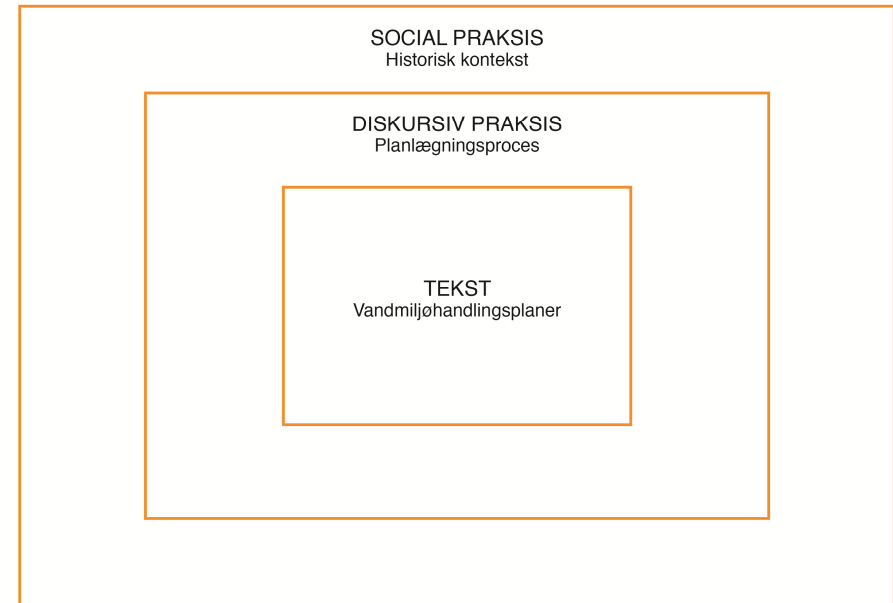 SOCIAL PRAKSIS
Historisk kontekst
DISKURSIV PRAKSIS
Planlægningsproces
TEKST
Vandmiljøhandlingsplaner